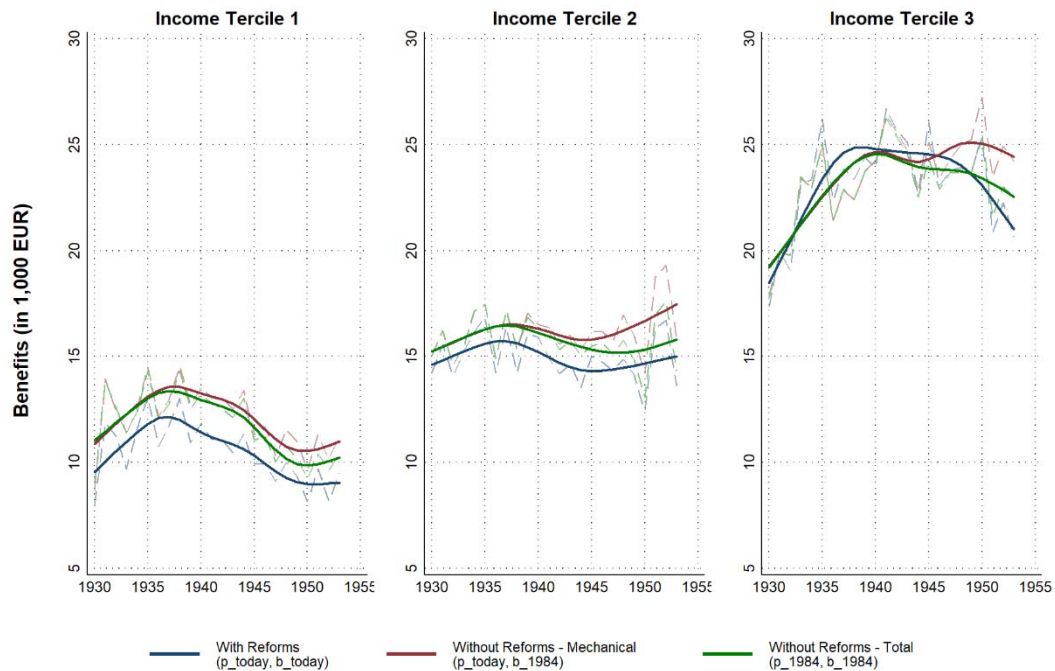 Income Tercile 1
Income Tercile 2
Income Tercile 3
Benefits (in 1,000 EUR)
30
25
20
15
10
5
1930 1935 1940 1945 1950 1955
30
25
20
15
10
5
1930 1935 1940 1945 1950 1955
30
25
20
15
10
5
1930 1935 1940 1945 1950 1955
With Reforms
(p_today, b_today)
Without Reforms - Mechanical
(p_today, b_1984)
Without Reforms - Total
(p_1984, b_1984)